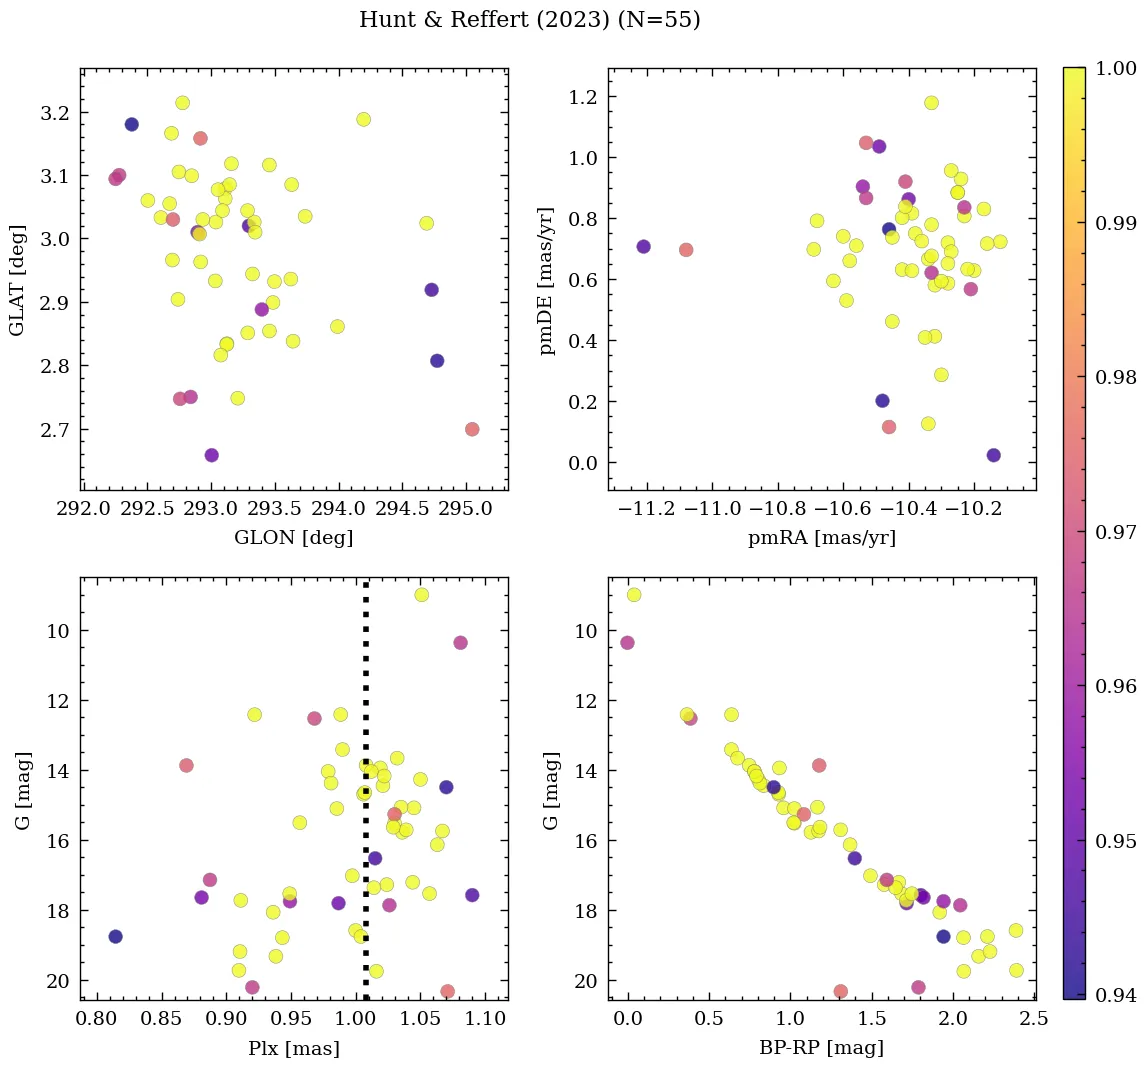 Hunt & Reffert (2023) (N=55)
3.2
3.1
3.0
2.9
2.8
2.7
GLAT [deg]
292.0 292.5 293.0 293.5 294.0 294.5 295.0
GLON [deg]
1.2
1.0
0.8
0.6
0.4
0.2
0.0
pmDE [mas/yr]
−11.2 −11.0 −10.8 −10.6 −10.4 −10.2
pmRA [mas/yr]
10
12
14
16
18
20
G [mag]
0.80 0.85 0.90 0.95 1.00 1.05 1.10
Plx [mas]
10
12
14
16
18
20
G [mag]
0.0 0.5 1.0 1.5 2.0 2.5
BP-RP [mag]
1.00
0.99
0.98
0.97
0.96
0.95
0.94